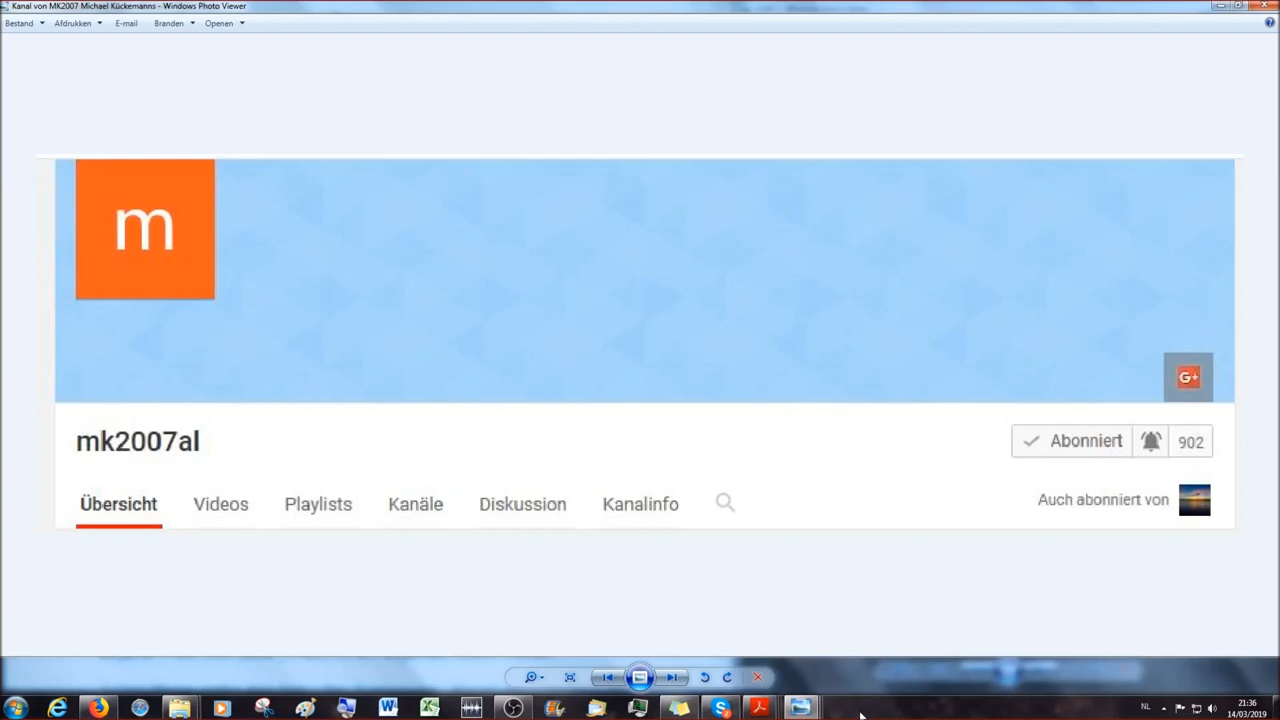 Kanal von MK2007 Michael Kückemanns - Windows Photo Viewer
Bestand Afdrukken E-mail Branden Openen
m
G+
mk2007al
Abonniert 902
Übersicht Videos Playlists Kanäle Diskussion Kanalinfo
Auch abonniert von
NL
21:36
14/03/2019